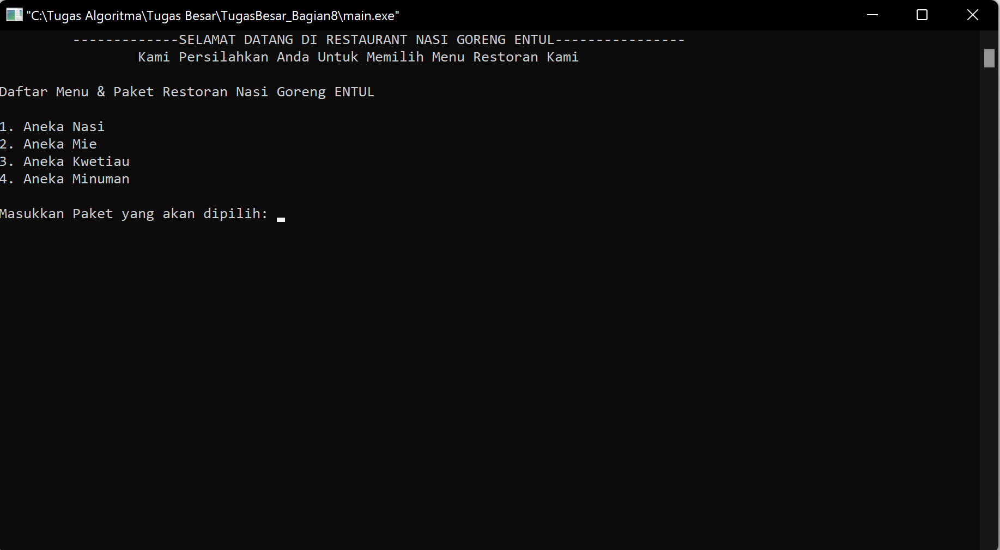 "C:\Tugas Algoritma\Tugas Besar\TugasBesar_Bagian8\main.exe"
-------------SELAMAT DATANG DI RESTAURANT NASI GORENG ENTUL----------------
Kami Persilahkan Anda Untuk Memilih Menu Restoran Kami
Daftar Menu & Paket Restoran Nasi Goreng ENTUL
1. Aneka Nasi
2. Aneka Mie
3. Aneka Kwetiau
4. Aneka Minuman
Masukkan Paket yang akan dipilih: